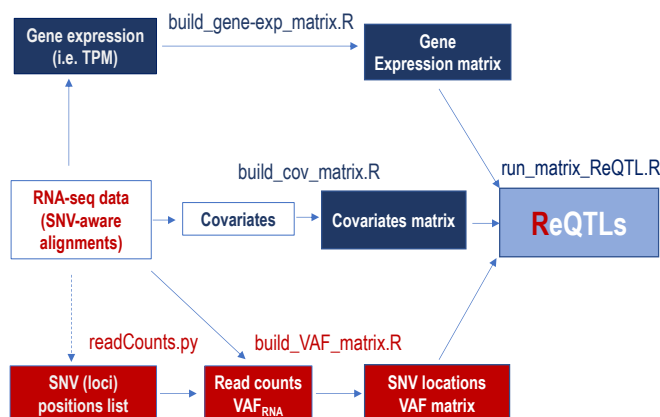 build_gene-exp_matrix.R
Gene expression
(i.e. TPM)
Gene
Expression matrix
build_cov_matrix.R
run_matrix_ReQTL.R
RNA-seq data
(SNV-aware
alignments)
Covariates
Covariates matrix
ReQTLs
readCounts.py
build_VAF_matrix.R
SNV (loci)
positions list
Read counts
VAFRNA
SNV locations
VAF matrix